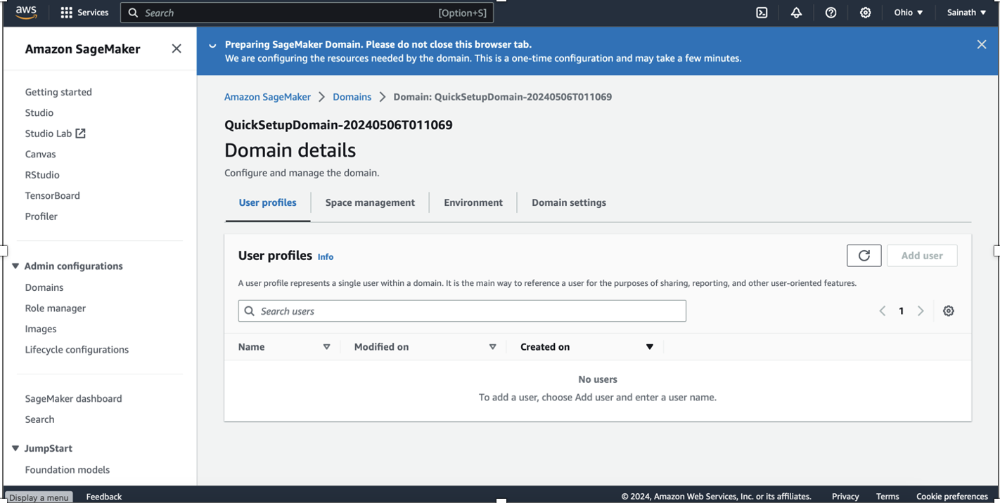 aws
Services
Search
[Option+S]
Ohio
Sainath
Amazon SageMaker
Getting started
Studio
Studio Lab
Canvas
RStudio
TensorBoard
Profiler
Admin configurations
Domains
Role manager
Images
Lifecycle configurations
SageMaker dashboard
Search
JumpStart
Foundation models
Preparing SageMaker Domain. Please do not close this browser tab.
We are configuring the resources needed by the domain. This is a one-time configuration and may take a few minutes.
Amazon SageMaker
Domains
Domain: QuickSetupDomain-20240506T011069
QuickSetupDomain-20240506T011069
Domain details
Configure and manage the domain.
User profiles
Space management
Environment
Domain settings
User profiles Info
Add user
A user profile represents a single user within a domain. It is the main way to reference a user for the purposes of sharing, reporting, and other user-oriented features.
Search users
1
Name
Modified on
Created on
No users
To add a user, choose Add user and enter a user name.
Display a menu
Feedback
© 2024, Amazon Web Services, Inc. or its affiliates.
Privacy
Terms
Cookie preferences